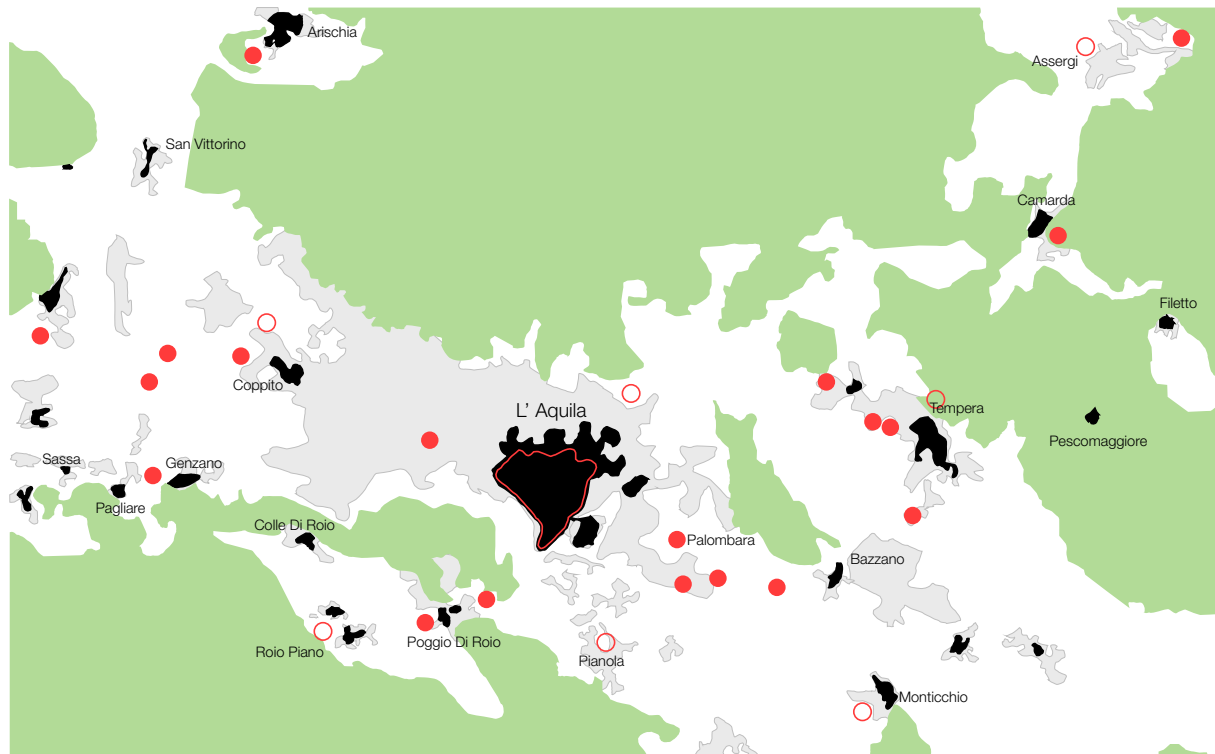 Arischia
Assergi
San Vittorino
Camarda
Filetto
Coppito
L' Aquila
Tempera
Pescomaggiore
Sassa
Genzano
Pagliare
Colle Di Roio
Palombara
Bazzano
Poggio Di Roio
Roio Piano
Pianola
Monticchio